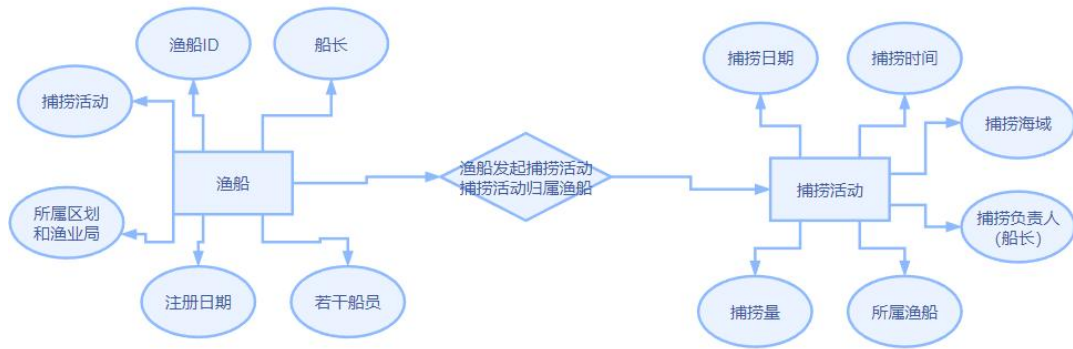 渔船ID
船长
捕捞活动
渔船
所属区划
和渔业局
注册日期
若干船员
渔船发起捕捞活动
捕捞活动归属渔船
捕捞日期
捕捞时间
捕捞海域
捕捞活动
捕捞负责人
(船长)
捕捞量
所属渔船